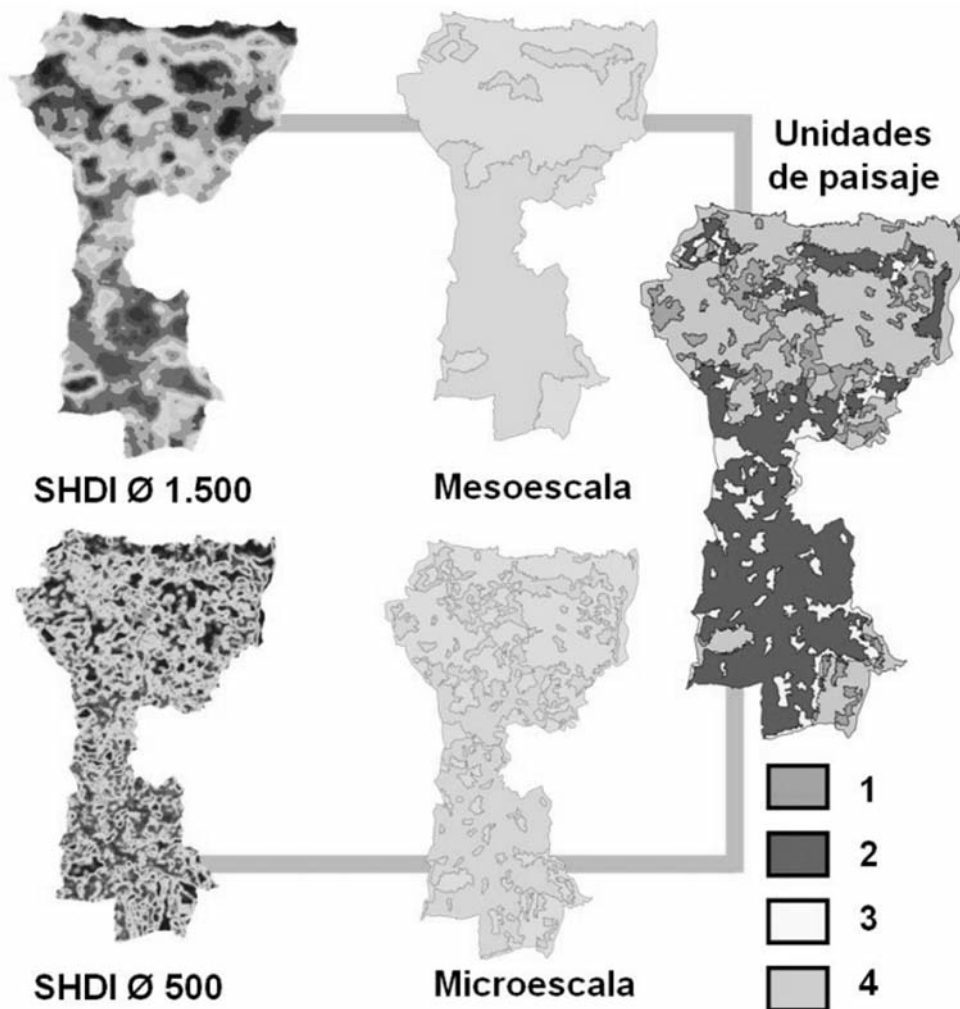 Unidades
de paisaje
SHDI Ø 1.500
Mesoescala
SHDI Ø 500
Microescala
1
2
3
4